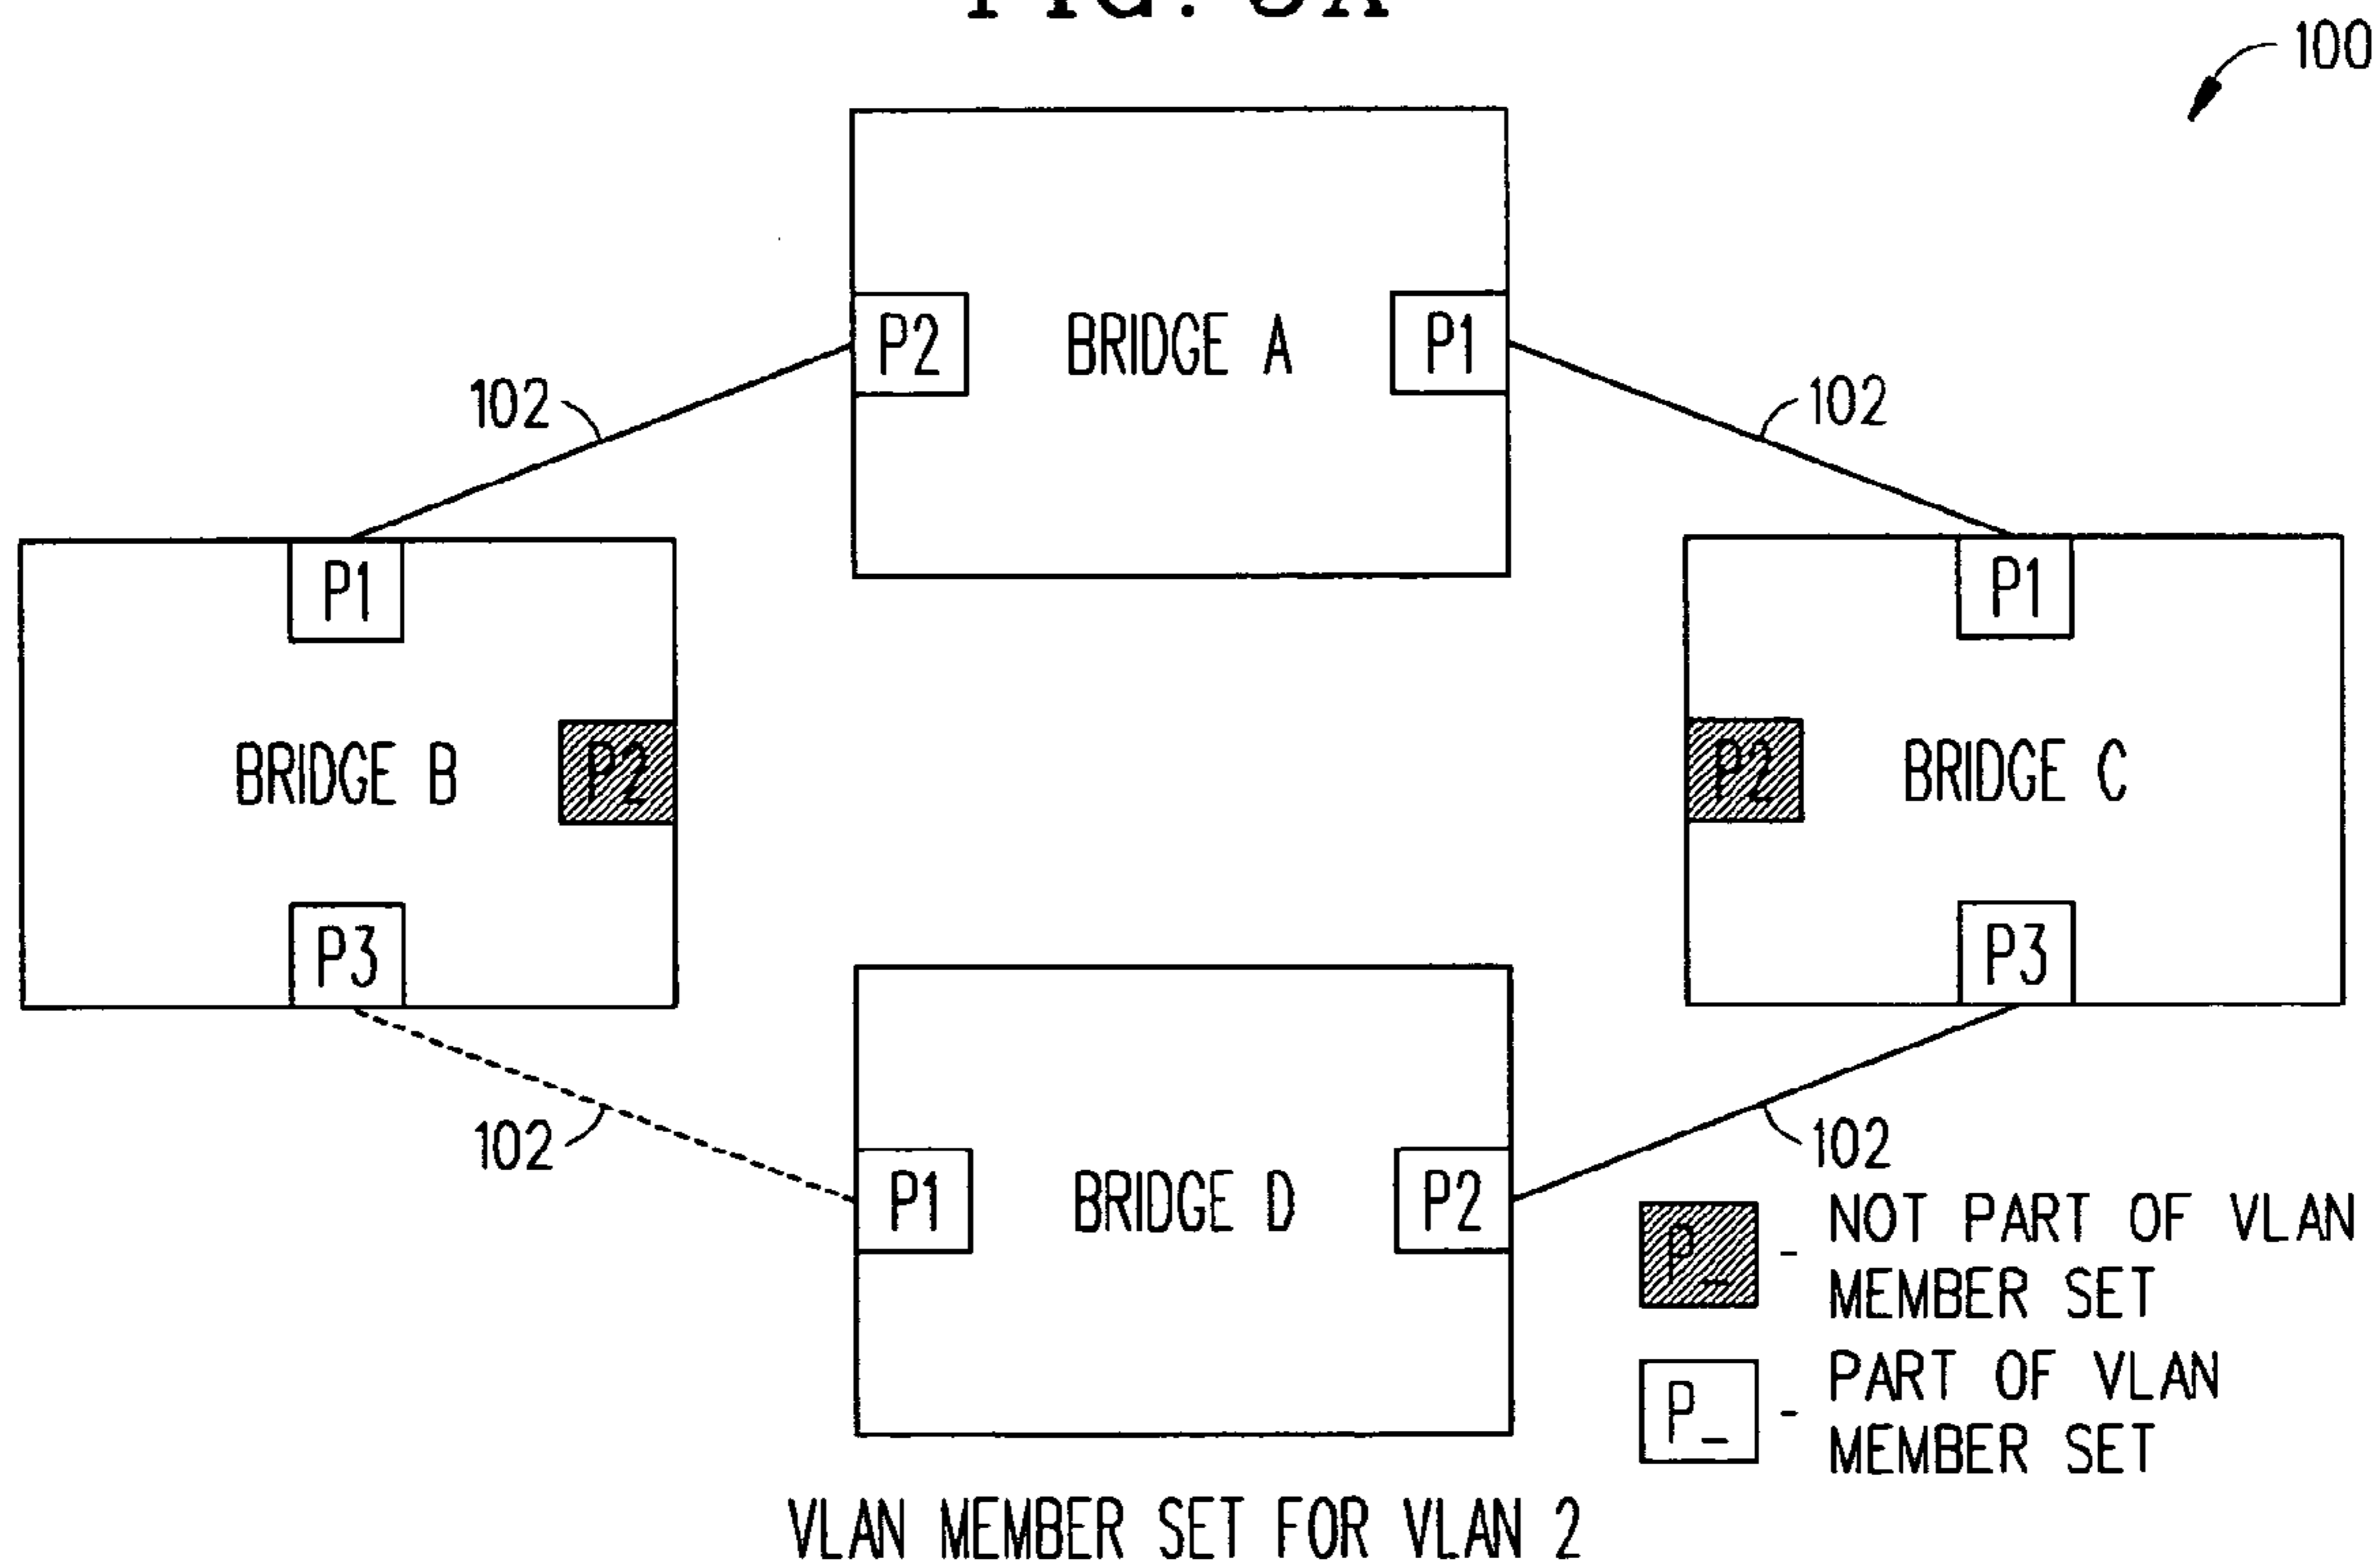 100
P2 BRIDGE A P1
102
102
P1
P1
BRIDGE B P2
P2 BRIDGE C
P3
P3
102
102
P1 BRIDGE D P2
P_ - NOT PART OF VLAN
MEMBER SET
P_ - PART OF VLAN
MEMBER SET
VLAN MEMBER SET FOR VLAN 2